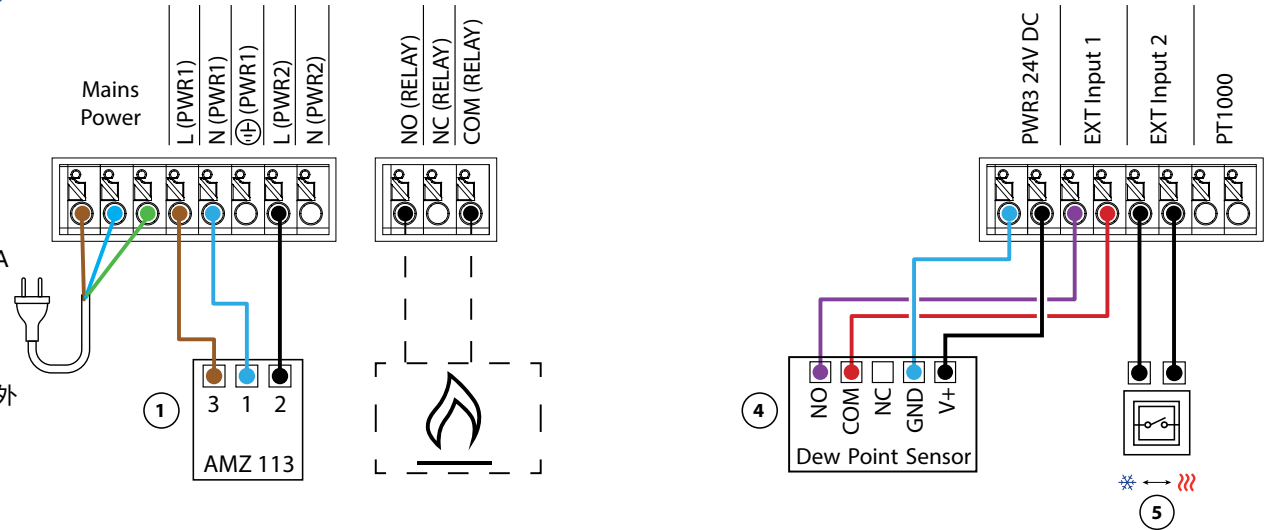 Mains
Power
L (PWR1)
N (PWR1)
(PWR1)
L (PWR2)
N (PWR2)
NO (RELAY)
NC (RELAY)
COM (RELAY)
PWR3 24V DC
EXT Input 1
EXT Input 2
PT1000
A
外
1
3 1 2
AMZ 113
4
NO
COM
NC
GND
V+
Dew Point Sensor
5